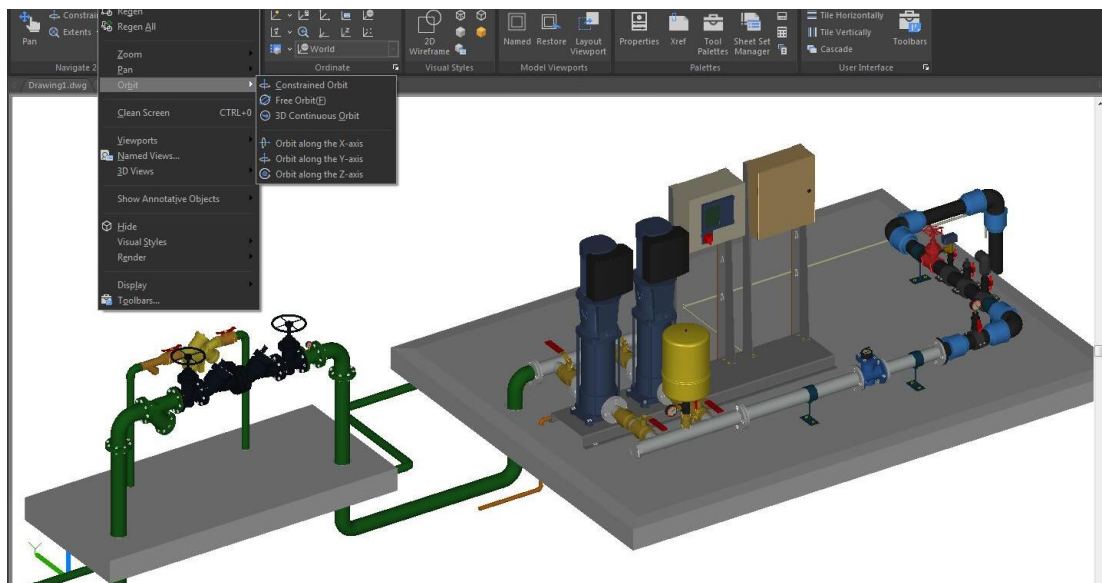 Regen
Regen All
Zoom
Pan
Orbit
Clean Screen CTRL+0
Viewports
Named Views...
3D Views
Show Annotative Objects
Hide
Visual Styles
Render
Display
Toolbars...
Constrained Orbit
Free Orbit(F)
3D Continuous Orbit
Orbit along the X-axis
Orbit along the Y-axis
Orbit along the Z-axis
Pan
Constrai
Extents
Navigate 2
Drawing1.dwg
World
Ordinate
2D
Wireframe
Visual Styles
Named
Restore
Layout
Viewport
Model Viewports
Properties
Xref
Tool
Palettes
Sheet Set
Manager
Palettes
Tile Horizontally
Tile Vertically
Cascade
Toolbars
User Interface
Y